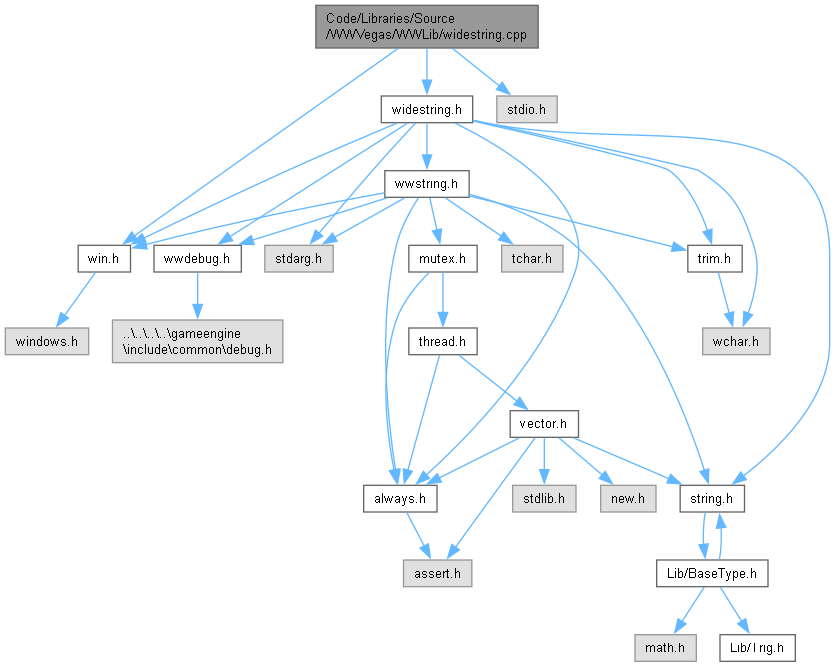 Code/Libraries/Source
/WWVegas/WWLib/widestring.cpp
widestring.h
stdio.h
wwstring.h
win.h
wwdebug.h
stdarg.h
mutex.h
tchar.h
trim.h
windows.h
..\..\..\..\gameengine
\include\common\debug.h
thread.h
wchar.h
vector.h
always.h
stdlib.h
new.h
string.h
assert.h
Lib/BaseType.h
math.h
Lib/Trig.h